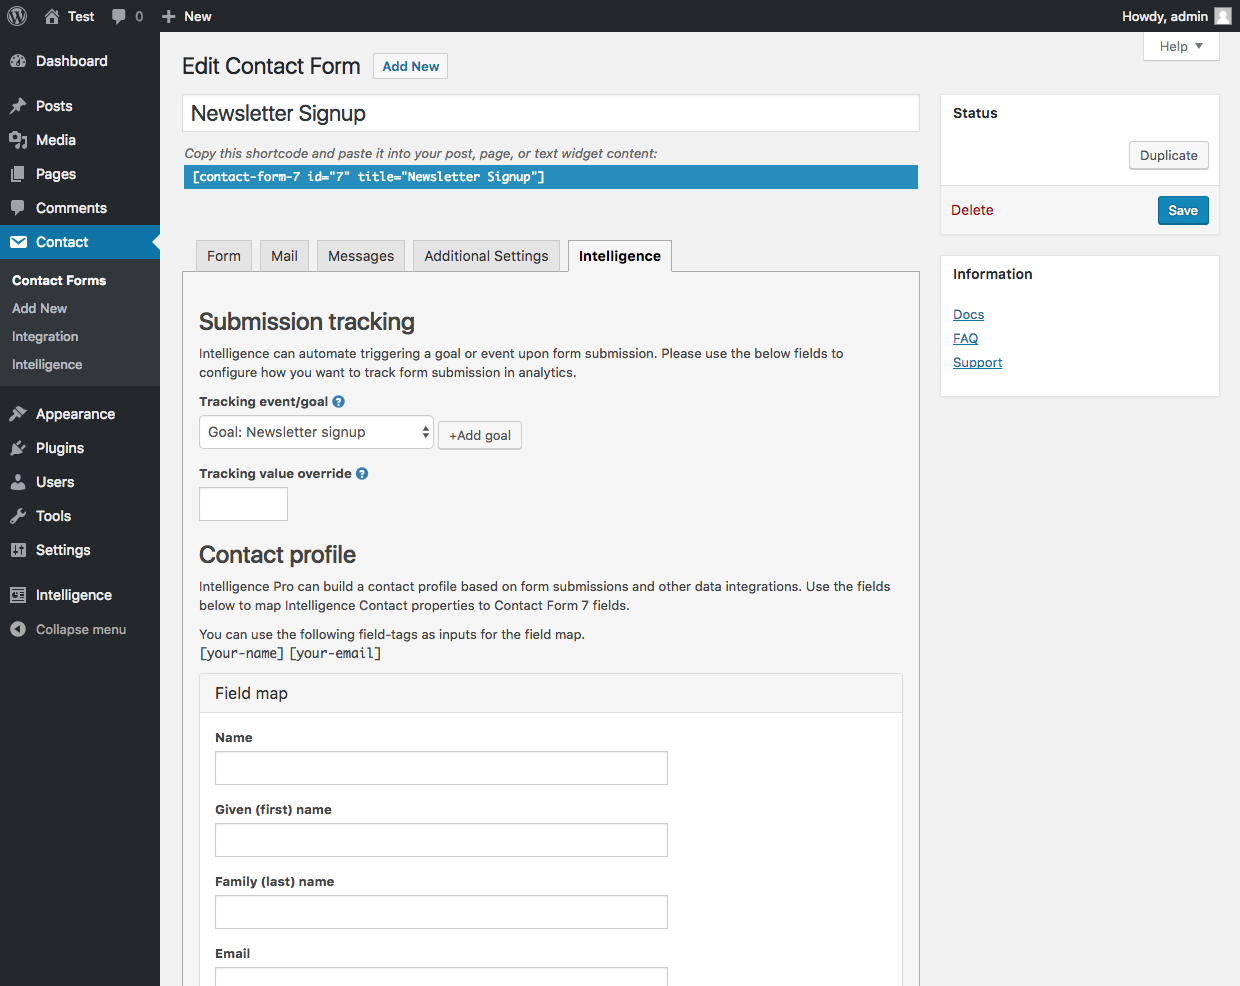 Test
0
New
Howdy, admin
Dashboard
Posts
Media
Pages
Comments
Contact
Contact Forms
Add New
Integration
Intelligence
Appearance
Plugins
Users
Tools
Settings
Intelligence
Collapse menu
Help
Edit Contact Form
Add New
Newsletter Signup
Copy this shortcode and paste it into your post, page, or text widget content:
[contact-form-7 id="7" title="Newsletter Signup"]
Form
Mail
Messages
Additional Settings
Intelligence
Submission tracking
Intelligence can automate triggering a goal or event upon form submission. Please use the below fields to
configure how you want to track form submission in analytics.
Tracking event/goal ?
Goal: Newsletter signup
+Add goal
Tracking value override ?
Contact profile
Intelligence Pro can build a contact profile based on form submissions and other data integrations. Use the fields
below to map Intelligence Contact properties to Contact Form 7 fields.
You can use the following field-tags as inputs for the field map.
[your-name] [your-email]
Field map
Name
Given (first) name
Family (last) name
Email
Status
Duplicate
Delete
Save
Information
Docs
FAQ
Support